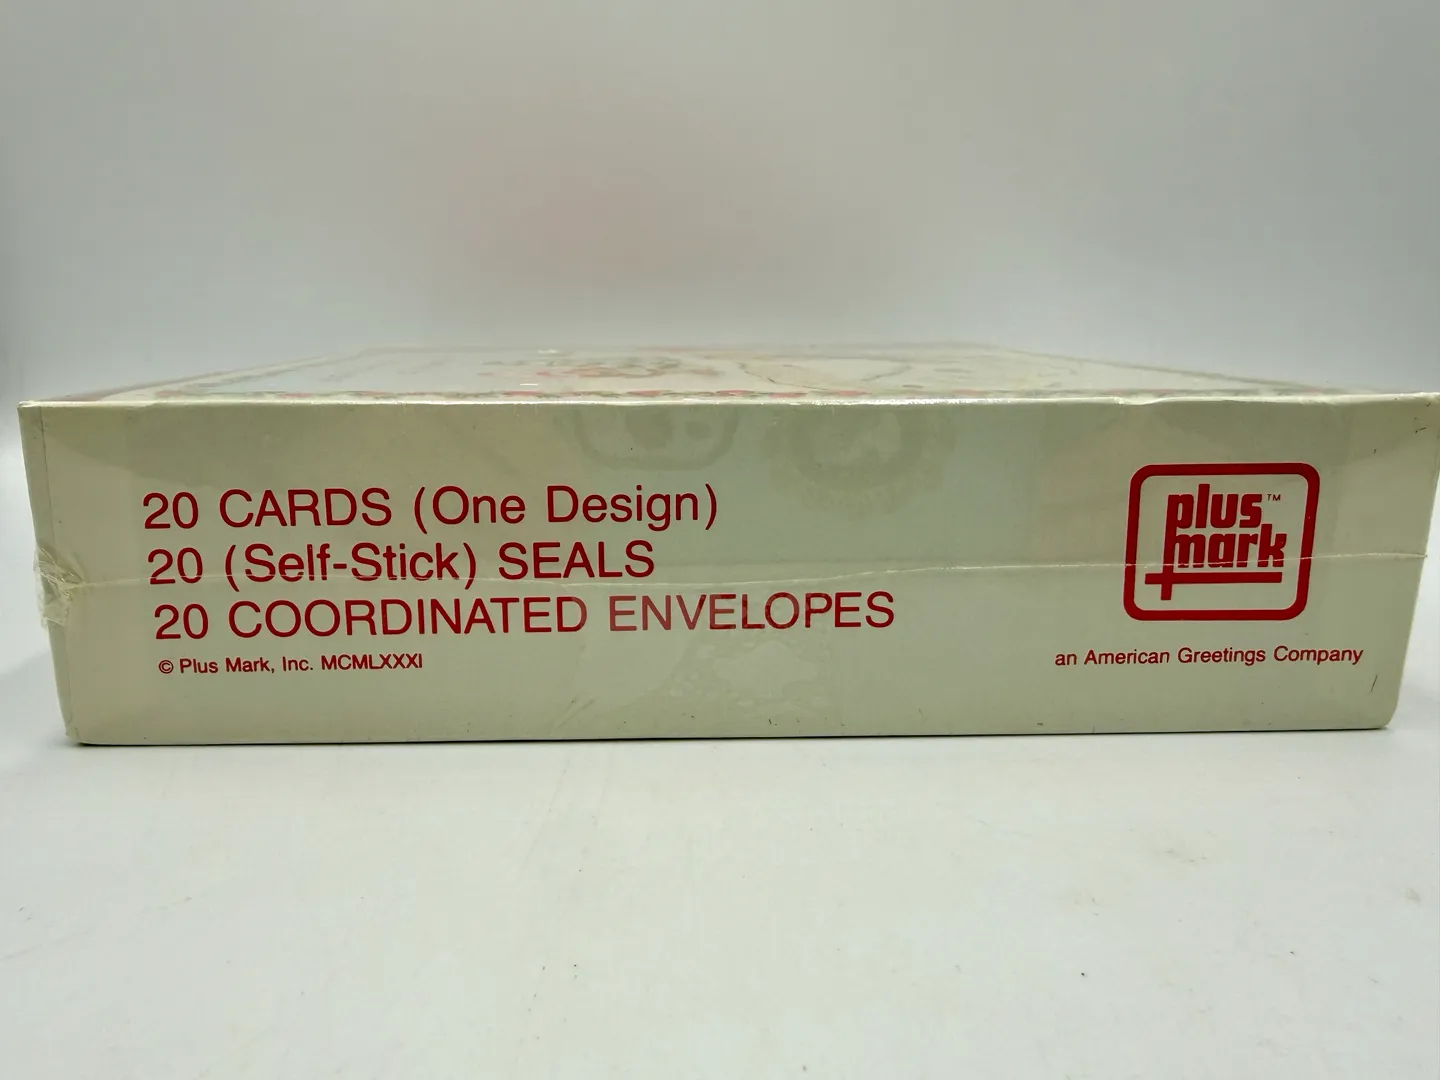 20 CARDS (One Design)
20 (Self-Stick) SEALS
20 COORDINATED ENVELOPES
© Plus Mark, Inc. MCMLXXXI
plus™
mark
an American Greetings Company